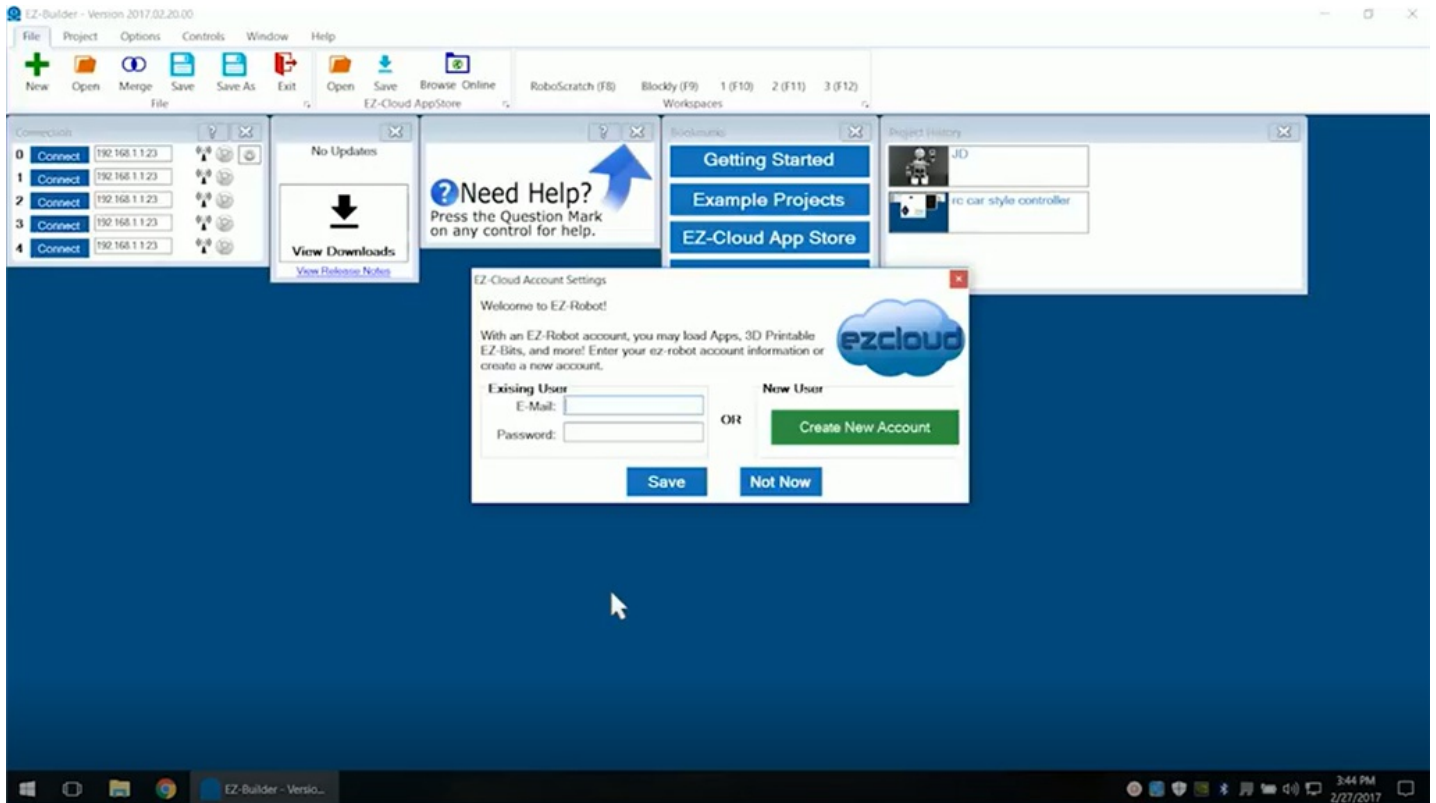 EZ-Builder - Version 2017.02.20.00
File Project Options Controls Window Help
New Open Merge Save Save As Exit Open Save Browse Online RoboScratch (F8) Blockly (F9) 1 (F10) 2 (F11) 3 (F12)
File EZ-Cloud AppStore Workspaces
Connection
0 Connect 192.168.1.1:23
1 Connect 192.168.1.1:23
2 Connect 192.168.1.1:23
3 Connect 192.168.1.1:23
4 Connect 192.168.1.1:23
No Updates
View Downloads
View Release Notes
? Need Help?
Press the Question Mark
on any control for help.
Bookmarks
Getting Started
Example Projects
EZ-Cloud App Store
Project History
JD
rc car style controller
EZ-Cloud Account Settings
Welcome to EZ-Robot!
With an EZ-Robot account, you may load Apps, 3D Printable
EZ-Bits, and more! Enter your ez-robot account information or
create a new account.
ezcloud
Exising User
E-Mail:
Password:
OR
New User
Create New Account
Save Not Now
EZ-Builder - Versio...
3:44 PM
2/27/2017